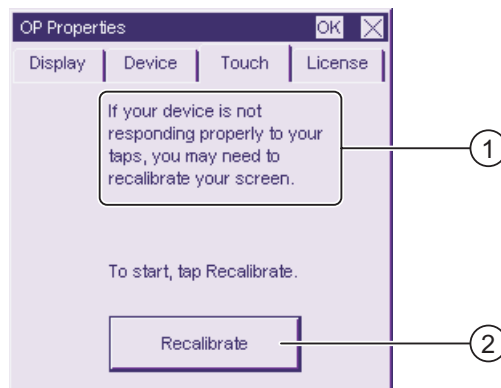 OP Properties OK
Display Device Touch License
If your device is not
responding properly to your
taps, you may need to
recalibrate your screen.
1
To start, tap Recalibrate.
Recalibrate
2